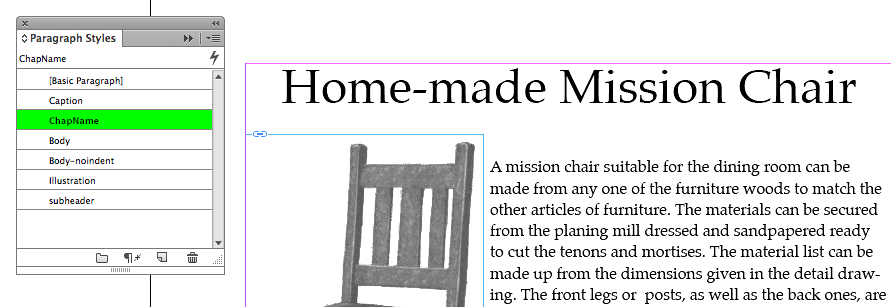 Paragraph Styles
ChapName
[Basic Paragraph]
Caption
ChapName
Body
Body-noindent
Illustration
subheader
Home-made Mission Chair
A mission chair suitable for the dining room can be
made from any one of the furniture woods to match the
other articles of furniture. The materials can be secured
from the planing mill dressed and sandpapered ready
to cut the tenons and mortises. The material list can be
made up from the dimensions given in the detail draw-
ing. The front legs or  posts, as well as the back ones, are